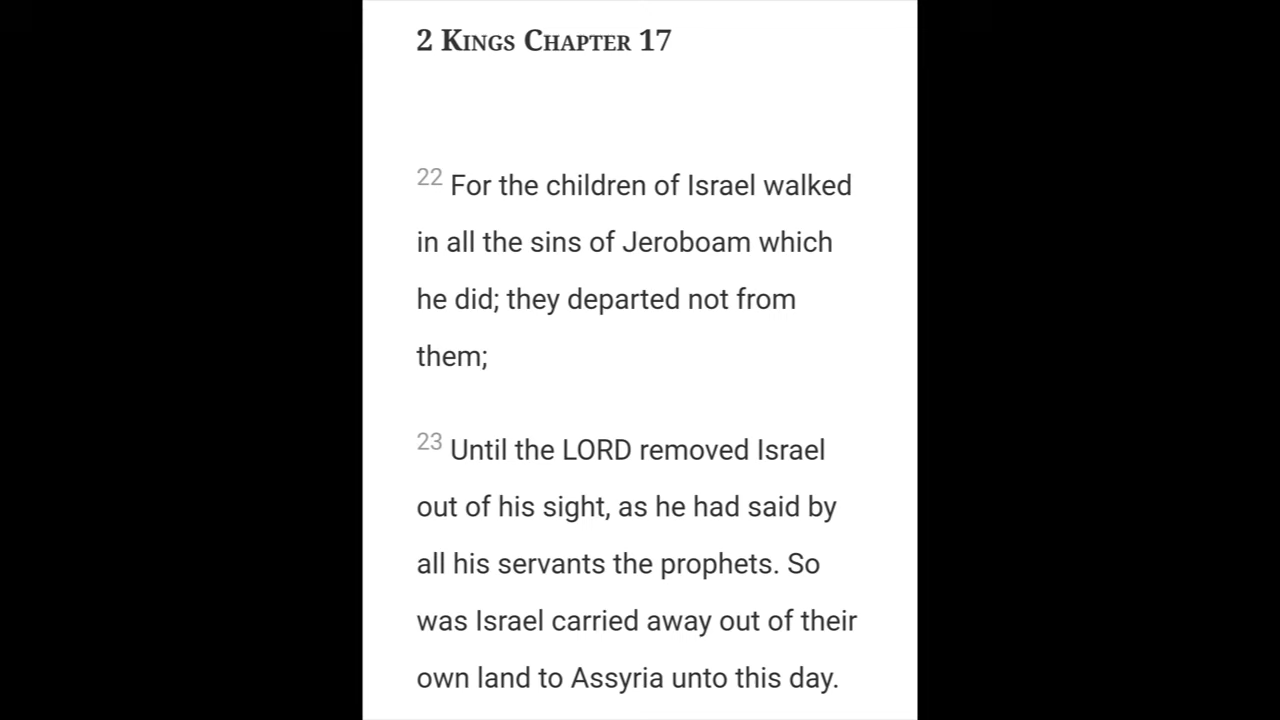 2 Kings Chapter 17
22 For the children of Israel walked
in all the sins of Jeroboam which
he did; they departed not from
them;
23 Until the LORD removed Israel
out of his sight, as he had said by
all his servants the prophets. So
was Israel carried away out of their
own land to Assyria unto this day.